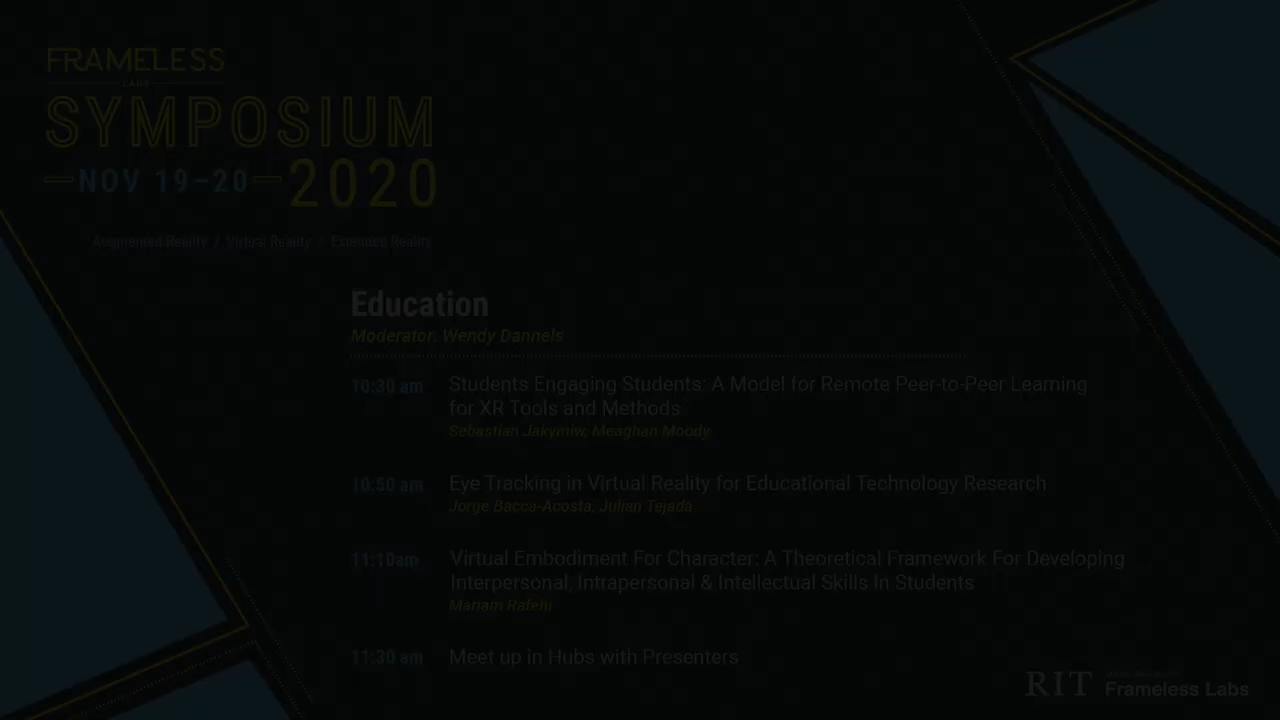 FRAMELESS
LABS
SYMPOSIUM
NOV 19–20
2020
Augmented Reality / Virtual Reality / Extended Reality
Education
Moderator: Wendy Dannels
10:30 am
Students Engaging Students: A Model for Remote Peer-to-Peer Learning
for XR Tools and Methods
Sebastian Jakymiw, Meaghan Moody
10:50 am
Eye Tracking in Virtual Reality for Educational Technology Research
Jorge Bacca-Acosta, Julian Tejada
11:10am
Virtual Embodiment For Character: A Theoretical Framework For Developing
Interpersonal, Intrapersonal & Intellectual Skills In Students
Mariam Rafehi
11:30 am
Meet up in Hubs with Presenters
RIT
Frameless Labs